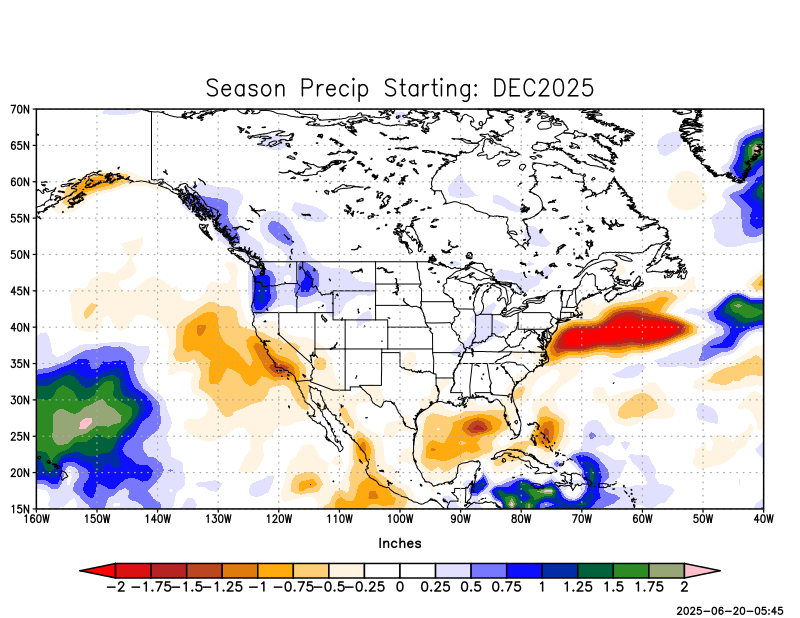 Season Precip Starting: DEC2025
70N
65N
60N
55N
50N
45N
40N
35N
30N
25N
20N
15N
160W 150W 140W 130W 120W 110W 100W 90W 80W 70W 60W 50W 40W
Inches
-2 -1.75 -1.5 -1.25 -1 -0.75 -0.5 -0.25 0 0.25 0.5 0.75 1 1.25 1.5 1.75 2
2025-06-20-05:45